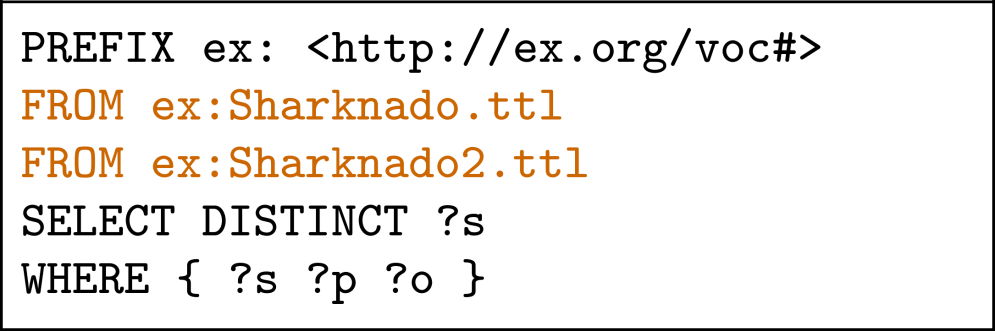 PREFIX ex: <http://ex.org/voc#>
FROM ex:Sharknado.ttl
FROM ex:Sharknado2.ttl
SELECT DISTINCT ?s
WHERE { ?s ?p ?o }